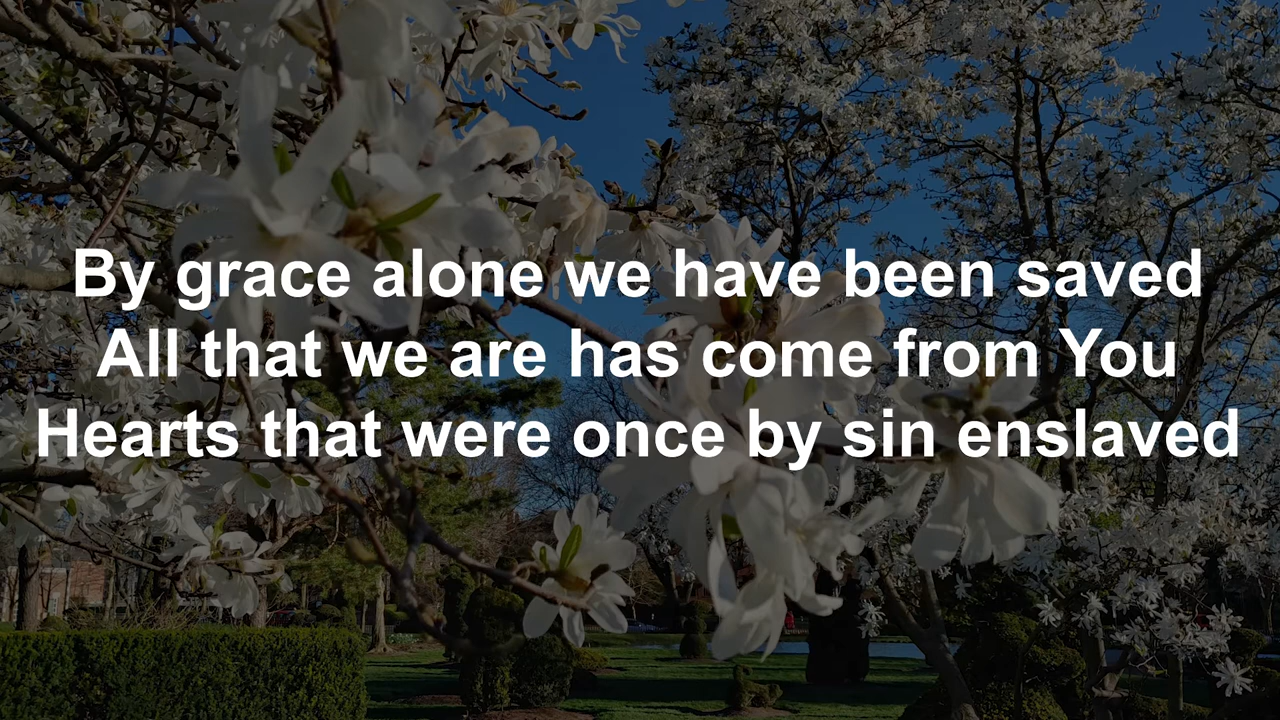 By grace alone we have been saved
All that we are has come from You
Hearts that were once by sin enslaved